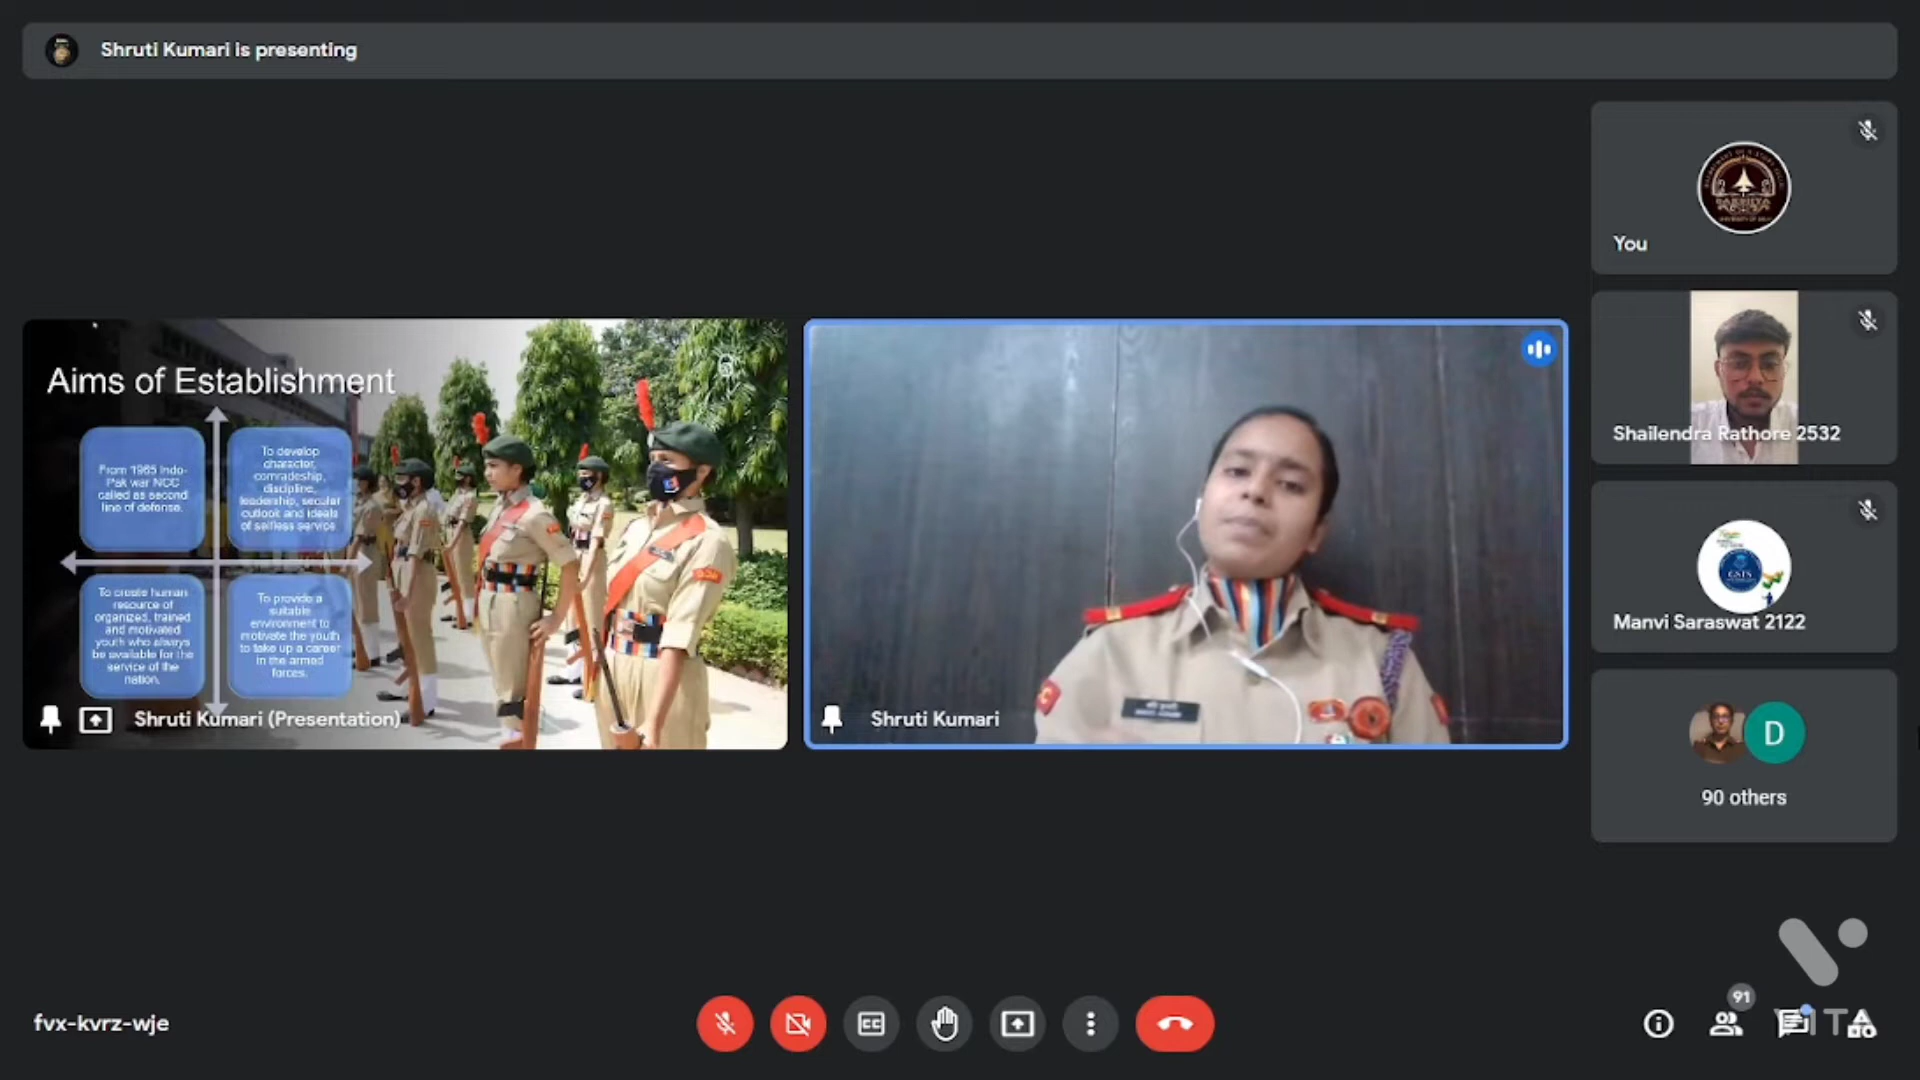 Shruti Kumari is presenting
You
Shailendra Rathore 2532
Manvi Saraswat 2122
90 others
Aims of Establishment
From 1965 Indo-
Pak war NCC
called as second
line of defense.
To develop
character,
comradeship,
discipline,
leadership, secular
outlook and ideals
of selfless service
To create human
resource of
organized, trained
and motivated
youth who always
be available for the
service of the
nation.
To provide a
suitable
environment to
motivate the youth
to take up a career
in the armed
forces.
Shruti Kumari (Presentation)
Shruti Kumari
D
fvx-kvrz-wje
CC
91
VITA